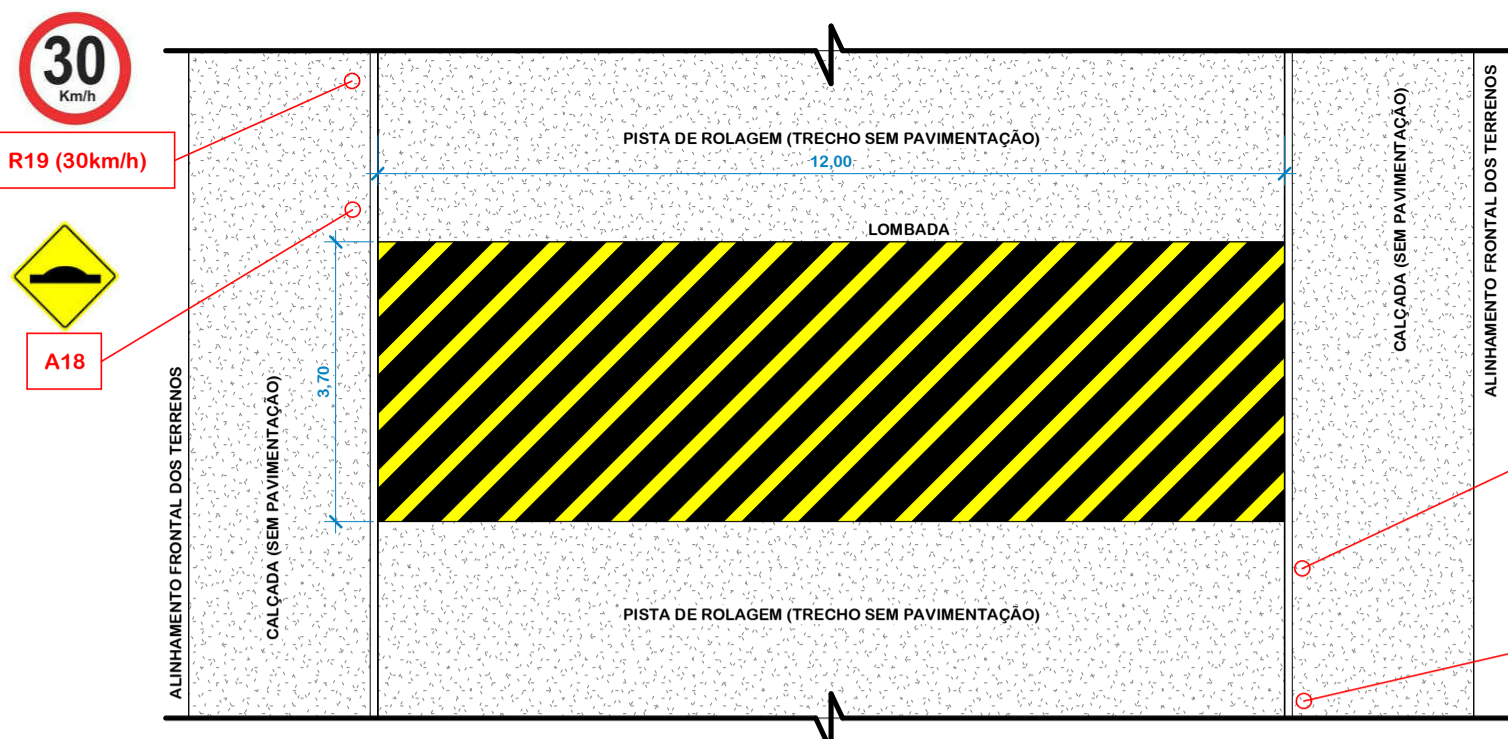 30
Km/h
R19 (30km/h)
A18
PISTA DE ROLAGEM (TRECHO SEM PAVIMENTAÇÃO)
12,00
LOMBADA
3,70
ALINHAMENTO FRONTAL DOS TERRENOS
CALÇADA (SEM PAVIMENTAÇÃO)
PISTA DE ROLAGEM (TRECHO SEM PAVIMENTAÇÃO)
CALÇADA (SEM PAVIMENTAÇÃO)
ALINHAMENTO FRONTAL DOS TERRENOS